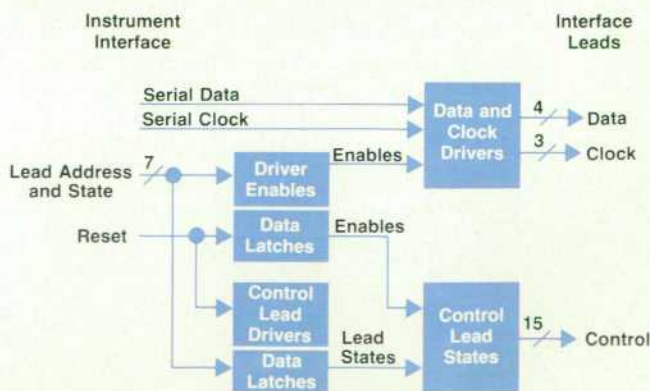 Instrument
Interface
Interface
Leads
Serial Data
Serial Clock
Data and
Clock
Drivers
4
Data
3
Clock
Lead Address
and State
7
Driver
Enables
Enables
Reset
Data
Latches
Enables
Control
Lead
Drivers
Data
Latches
Lead
States
Control
Lead
States
15
Control